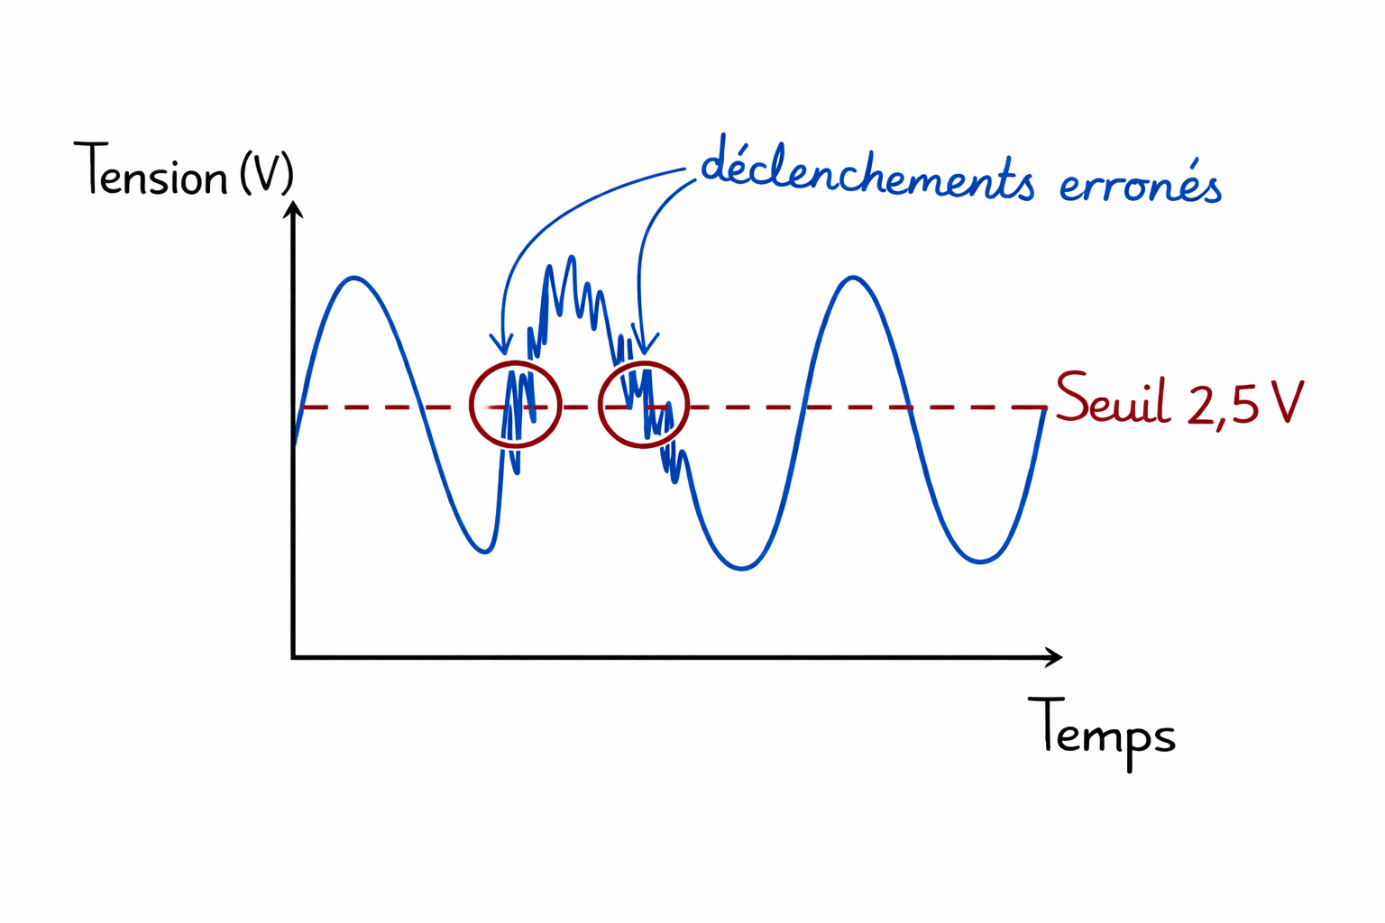 Tension (V)
déclenchements erronés
Seuil 2,5 V
Temps